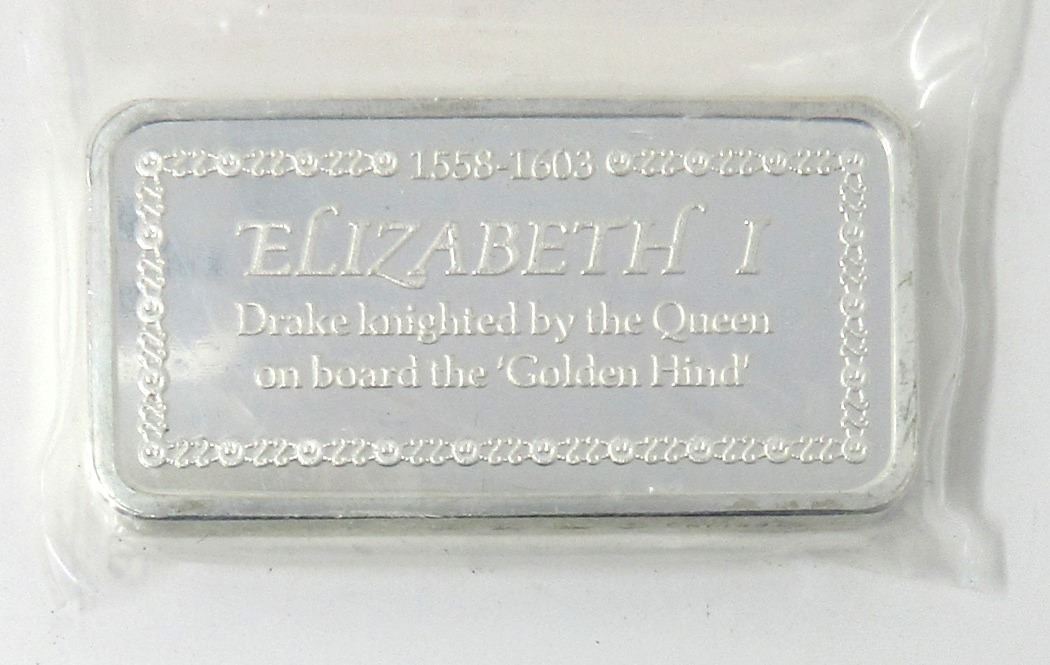 1558-1603
ELIZABETH I
Drake knighted by the Queen
on board the 'Golden Hind'